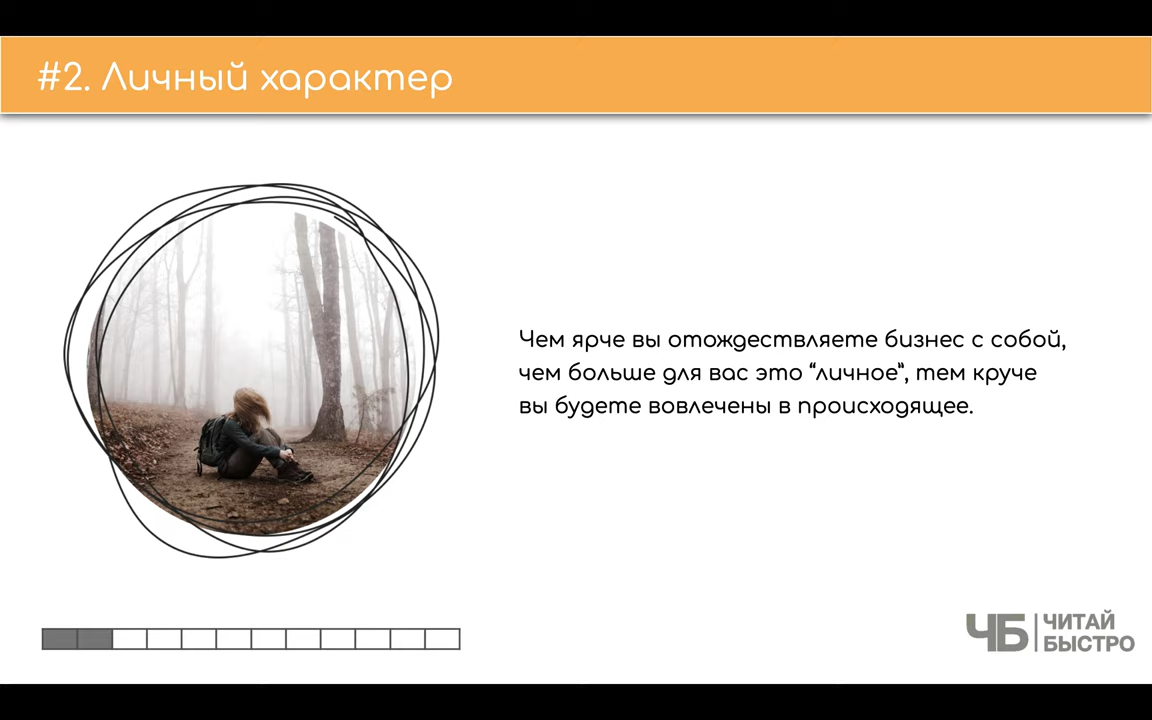 #2. Личный характер
Чем ярче вы отождествляете бизнес с собой,
чем больше для вас это “личное”, тем круче
вы будете вовлечены в происходящее.
ЧБ
ЧИТАЙ
БЫСТРО